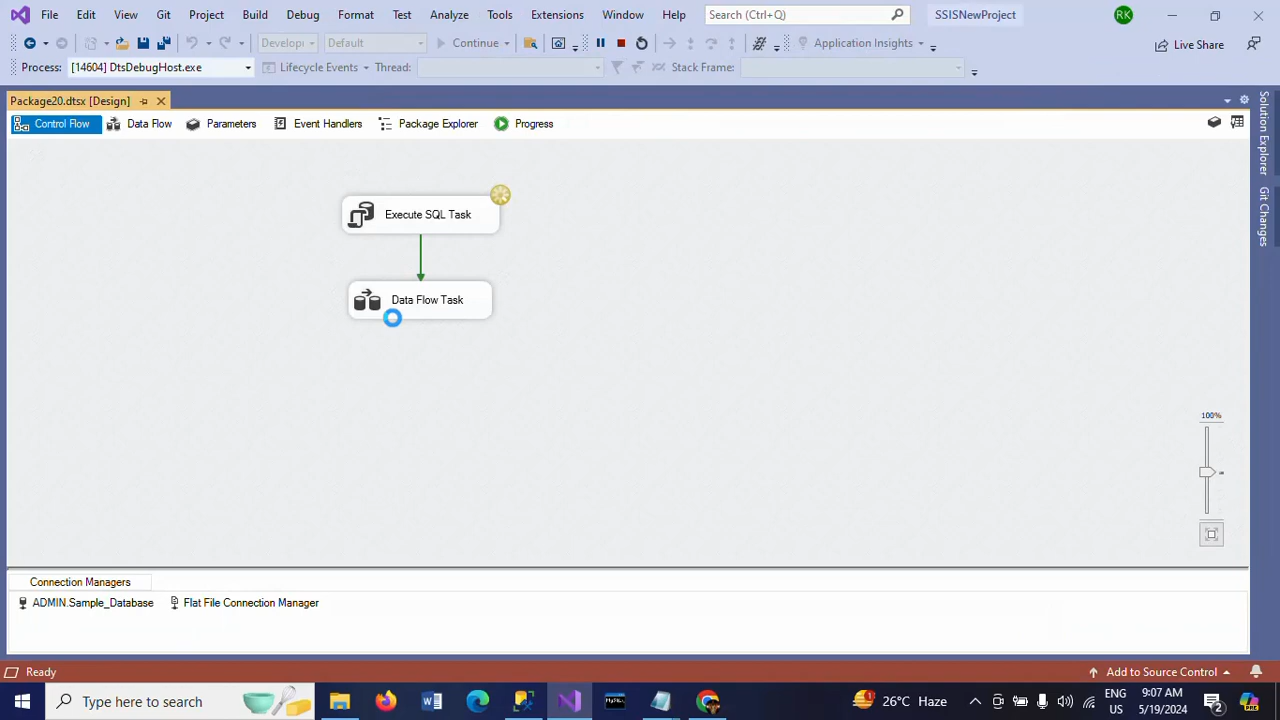 File Edit View Git Project Build Debug Format Test Analyze Tools Extensions Window Help Search (Ctrl+Q) SSISNewProject RK
Developi Default Continue Application Insights Live Share
Process: [14604] DtsDebugHost.exe Lifecycle Events Thread: Stack Frame:
Package20.dtsx [Design]
Control Flow Data Flow Parameters Event Handlers Package Explorer Progress
Solution Explorer
Git Changes
Execute SQL Task
Data Flow Task
100%
Connection Managers
ADMIN.Sample_Database Flat File Connection Manager
Ready Add to Source Control
Type here to search 26°C Haze ENG 9:07 AM
US 5/19/2024
1
2